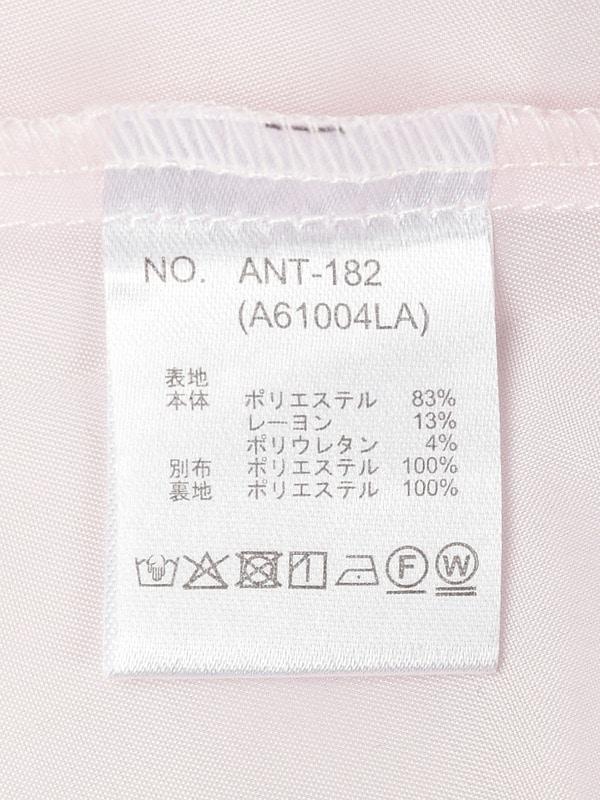 NO. ANT-182
(A61004LA)
表地
本体 ポリエステル 83%
レーヨン 13%
ポリウレタン 4%
別布 ポリエステル 100%
裏地 ポリエステル 100%
F W